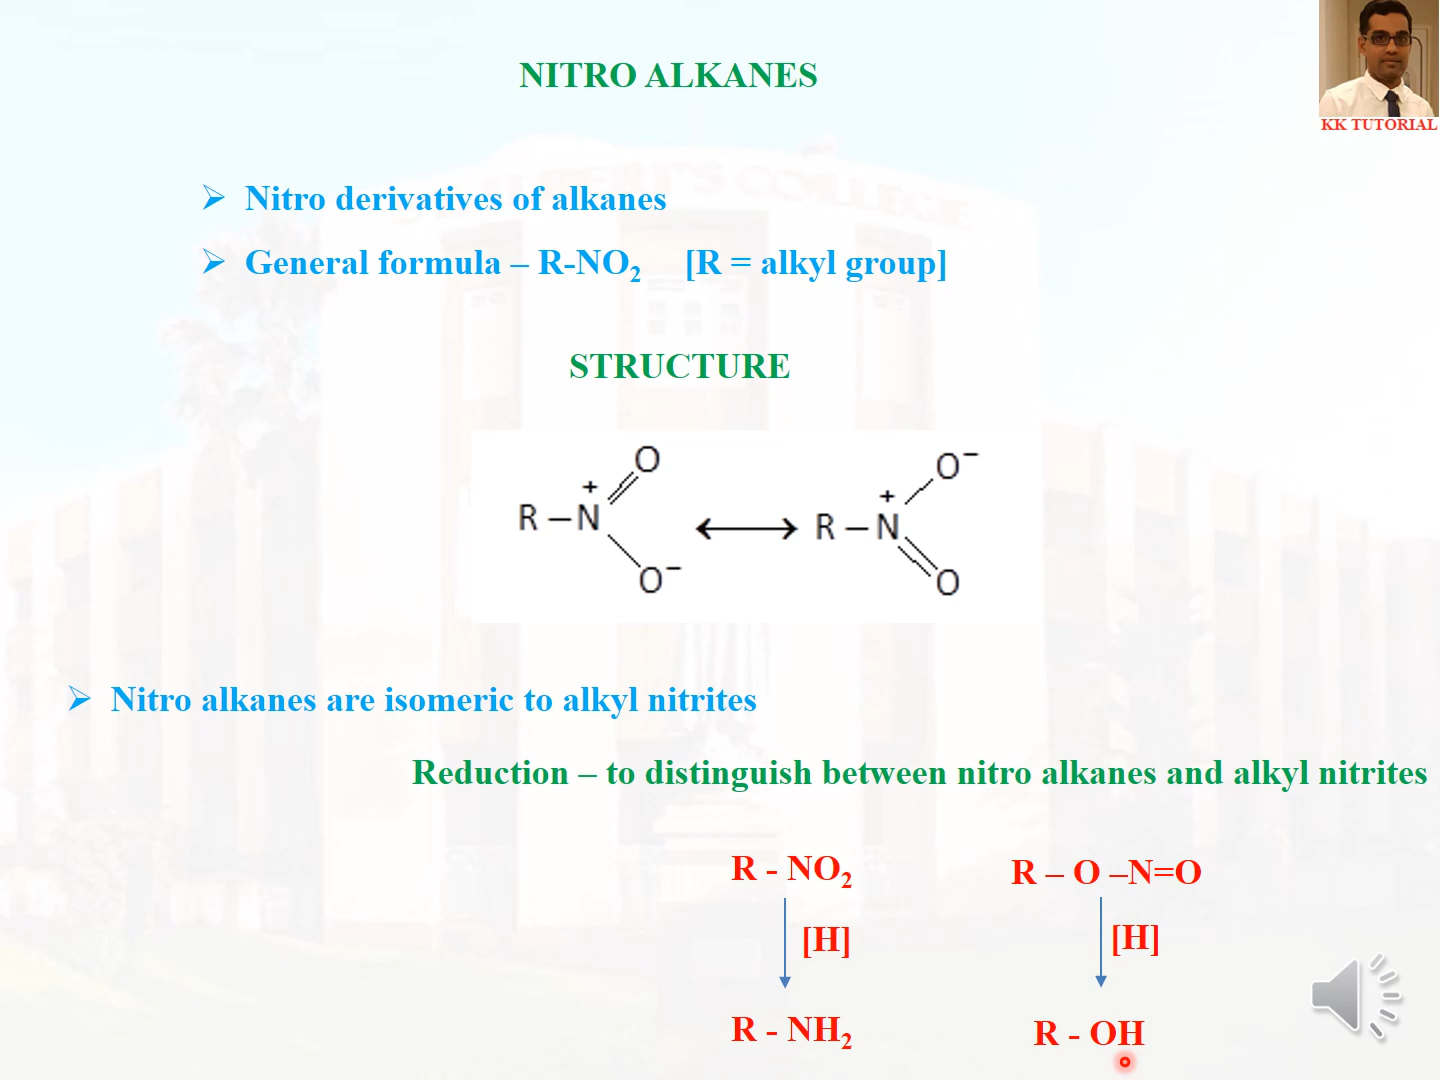 NITRO ALKANES
KK TUTORIAL
➢ Nitro derivatives of alkanes
➢ General formula – R-NO₂ [R = alkyl group]
STRUCTURE
R–N⁺ O O⁻ ⟷ R–N⁺ O⁻ O
➢ Nitro alkanes are isomeric to alkyl nitrites
Reduction – to distinguish between nitro alkanes and alkyl nitrites
R - NO₂ R – O –N=O
[H] [H]
R - NH₂ R - OH